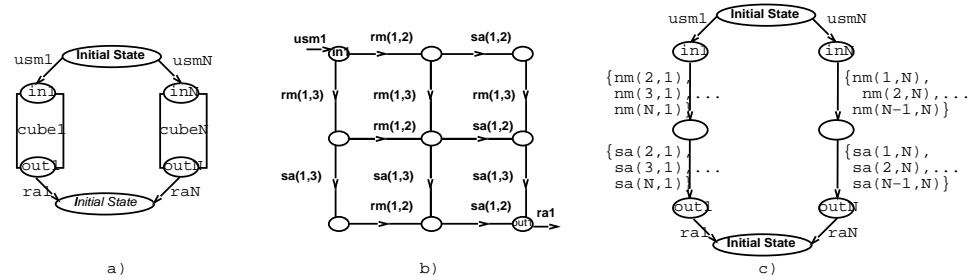 Initial State
usm1
usmN
in1
inN
cube1
cubeN
out1
outN
ra1
raN
Initial State
a)
usm1
in1
rm(1,2)
sa(1,2)
rm(1,3)
rm(1,3)
rm(1,3)
rm(1,2)
sa(1,2)
sa(1,3)
sa(1,3)
sa(1,3)
rm(1,2)
sa(1,2)
out1
ra1
b)
Initial State
usm1
usmN
in1
inN
{nm(2,1),
nm(3,1),...
nm(N,1)}
{nm(1,N),
nm(2,N),...
nm(N-1,N)}
{sa(2,1),
sa(3,1),...
sa(N,1)}
{sa(1,N),
sa(2,N),...
sa(N-1,N)}
out1
outN
ra1
raN
Initial State
c)